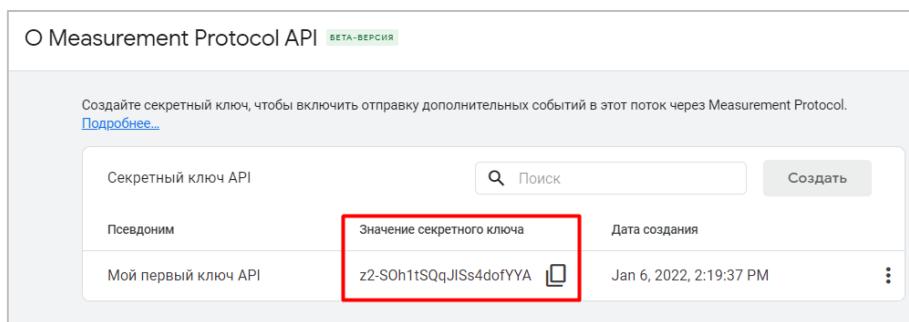 О Measurement Protocol API БЕТА-ВЕРСИЯ
Создайте секретный ключ, чтобы включить отправку дополнительных событий в этот поток через Measurement Protocol.
Подробнее...
Секретный ключ API Поиск Создать
Псевдоним Значение секретного ключа Дата создания
Мой первый ключ API z2-SOh1tSQqJISs4dofYYA Jan 6, 2022, 2:19:37 PM